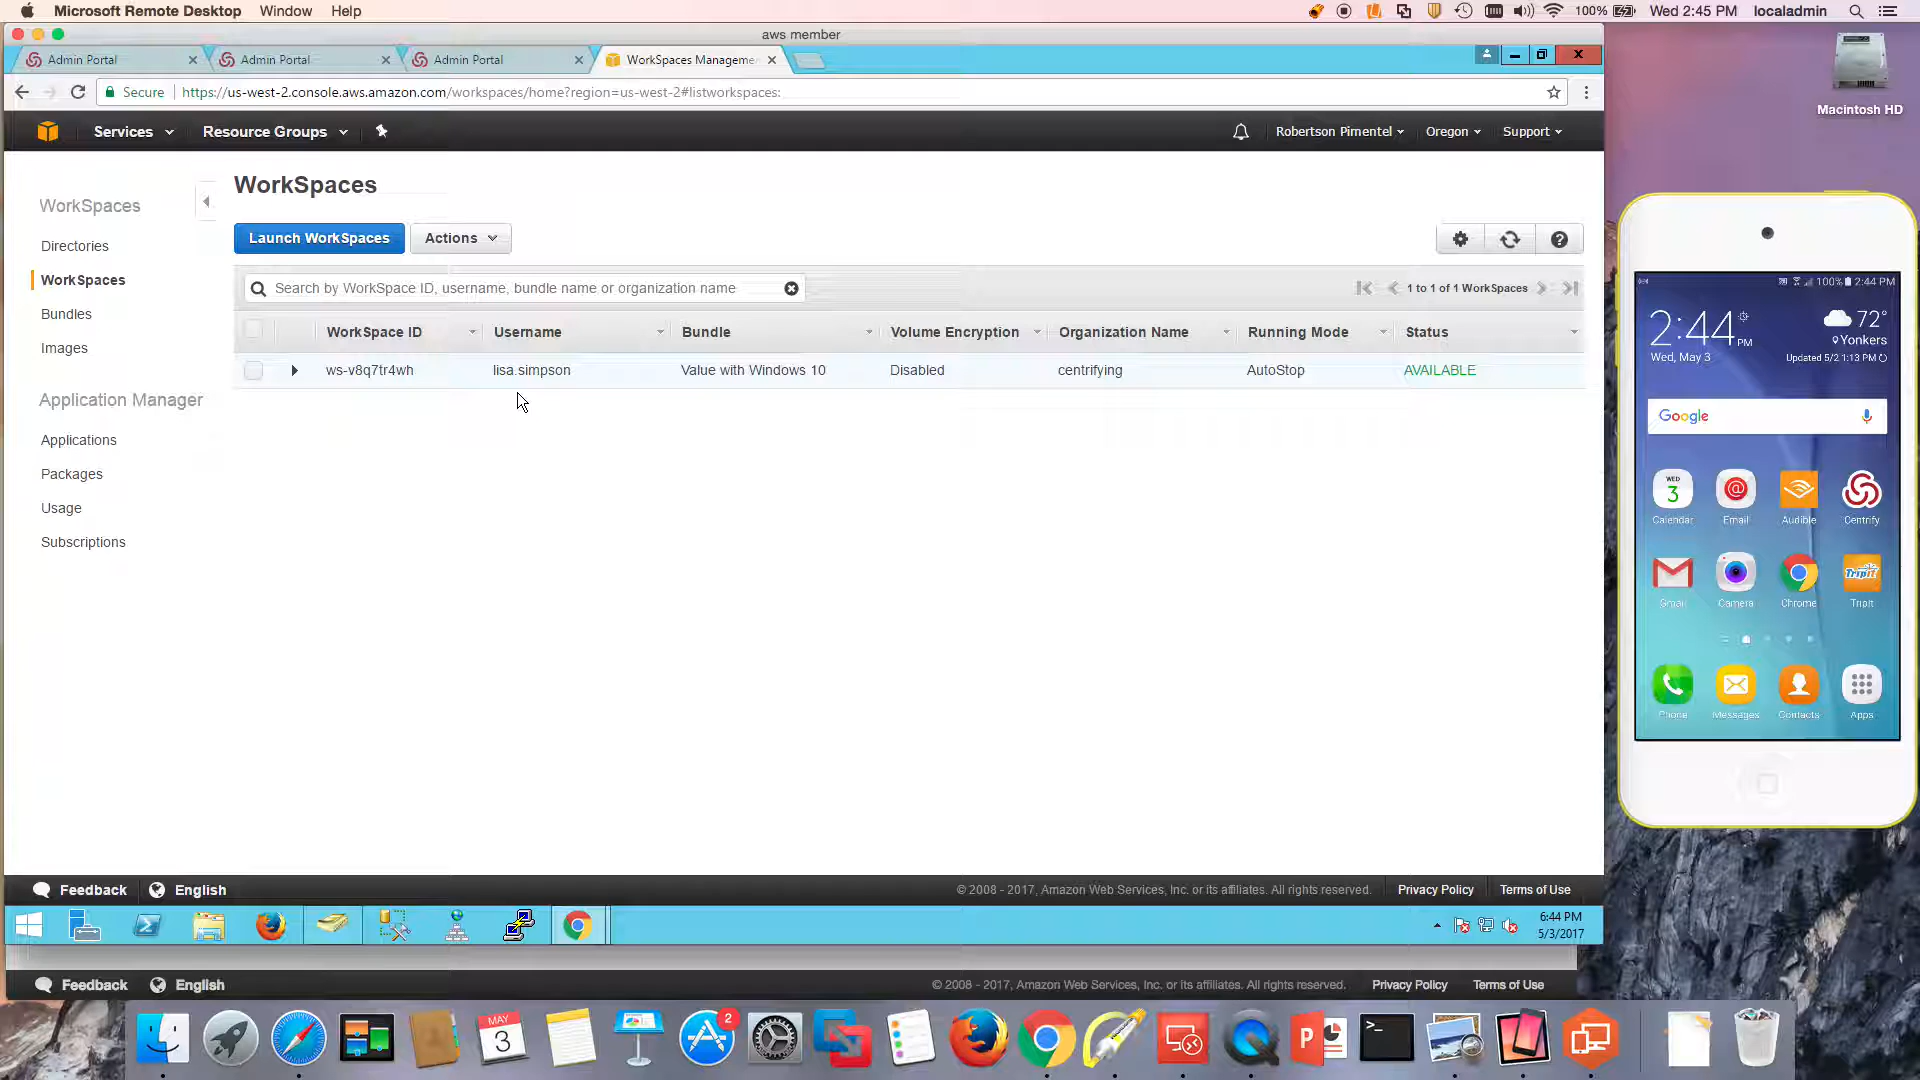 Microsoft Remote Desktop Window Help
100% Wed 2:45 PM localadmin
aws member
Admin Portal
Admin Portal
Admin Portal
WorkSpaces Manageme
Secure https://us-west-2.console.aws.amazon.com/workspaces/home?region=us-west-2#listworkspaces:
Services Resource Groups
Robertson Pimentel Oregon Support
WorkSpaces
Directories
WorkSpaces
Bundles
Images
Application Manager
Applications
Packages
Usage
Subscriptions
WorkSpaces
Launch WorkSpaces Actions
Search by WorkSpace ID, username, bundle name or organization name
1 to 1 of 1 WorkSpaces
WorkSpace ID Username Bundle Volume Encryption Organization Name Running Mode Status
ws-v8q7tr4wh lisa.simpson Value with Windows 10 Disabled centrifying AutoStop AVAILABLE
Feedback English
© 2008 - 2017, Amazon Web Services, Inc. or its affiliates. All rights reserved. Privacy Policy Terms of Use
6:44 PM
5/3/2017
Feedback English
© 2008 - 2017, Amazon Web Services, Inc. or its affiliates. All rights reserved. Privacy Policy Terms of Use
MAY
3
2
Macintosh HD
100% 2:44 PM
2:44 PM
Wed, May 3
72°
Yonkers
Updated 5/2 1:13 PM
Google
WED
3
Calendar Email Audible Centrify
TripIt
Gmail Camera Chrome TripIt
Phone Messages Contacts Apps